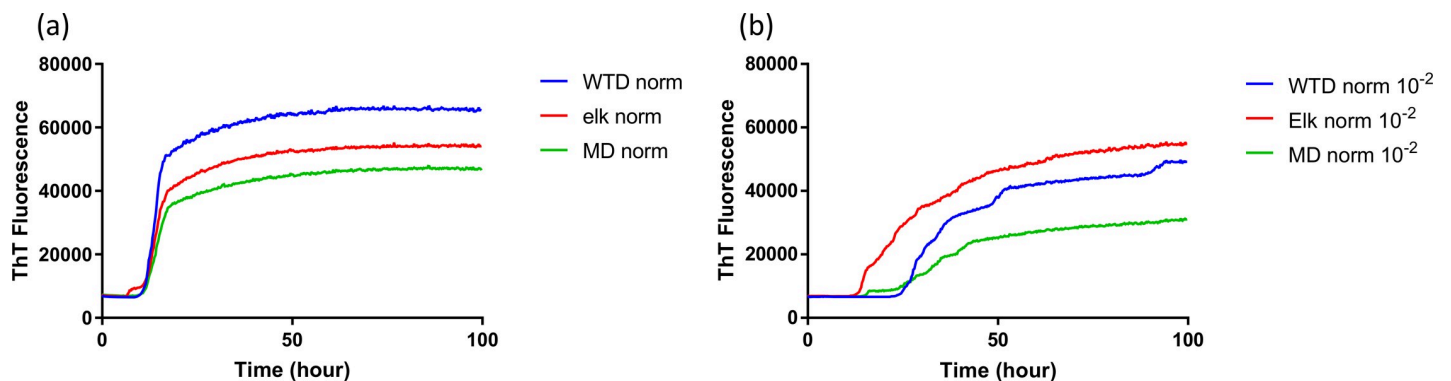 (a)
80000
60000
40000
20000
0
ThT Fluorescence
0
50
100
Time (hour)
WTD norm
elk norm
MD norm
(b)
80000
60000
40000
20000
0
ThT Fluorescence
0
50
100
Time (hour)
WTD norm 10⁻²
Elk norm 10⁻²
MD norm 10⁻²